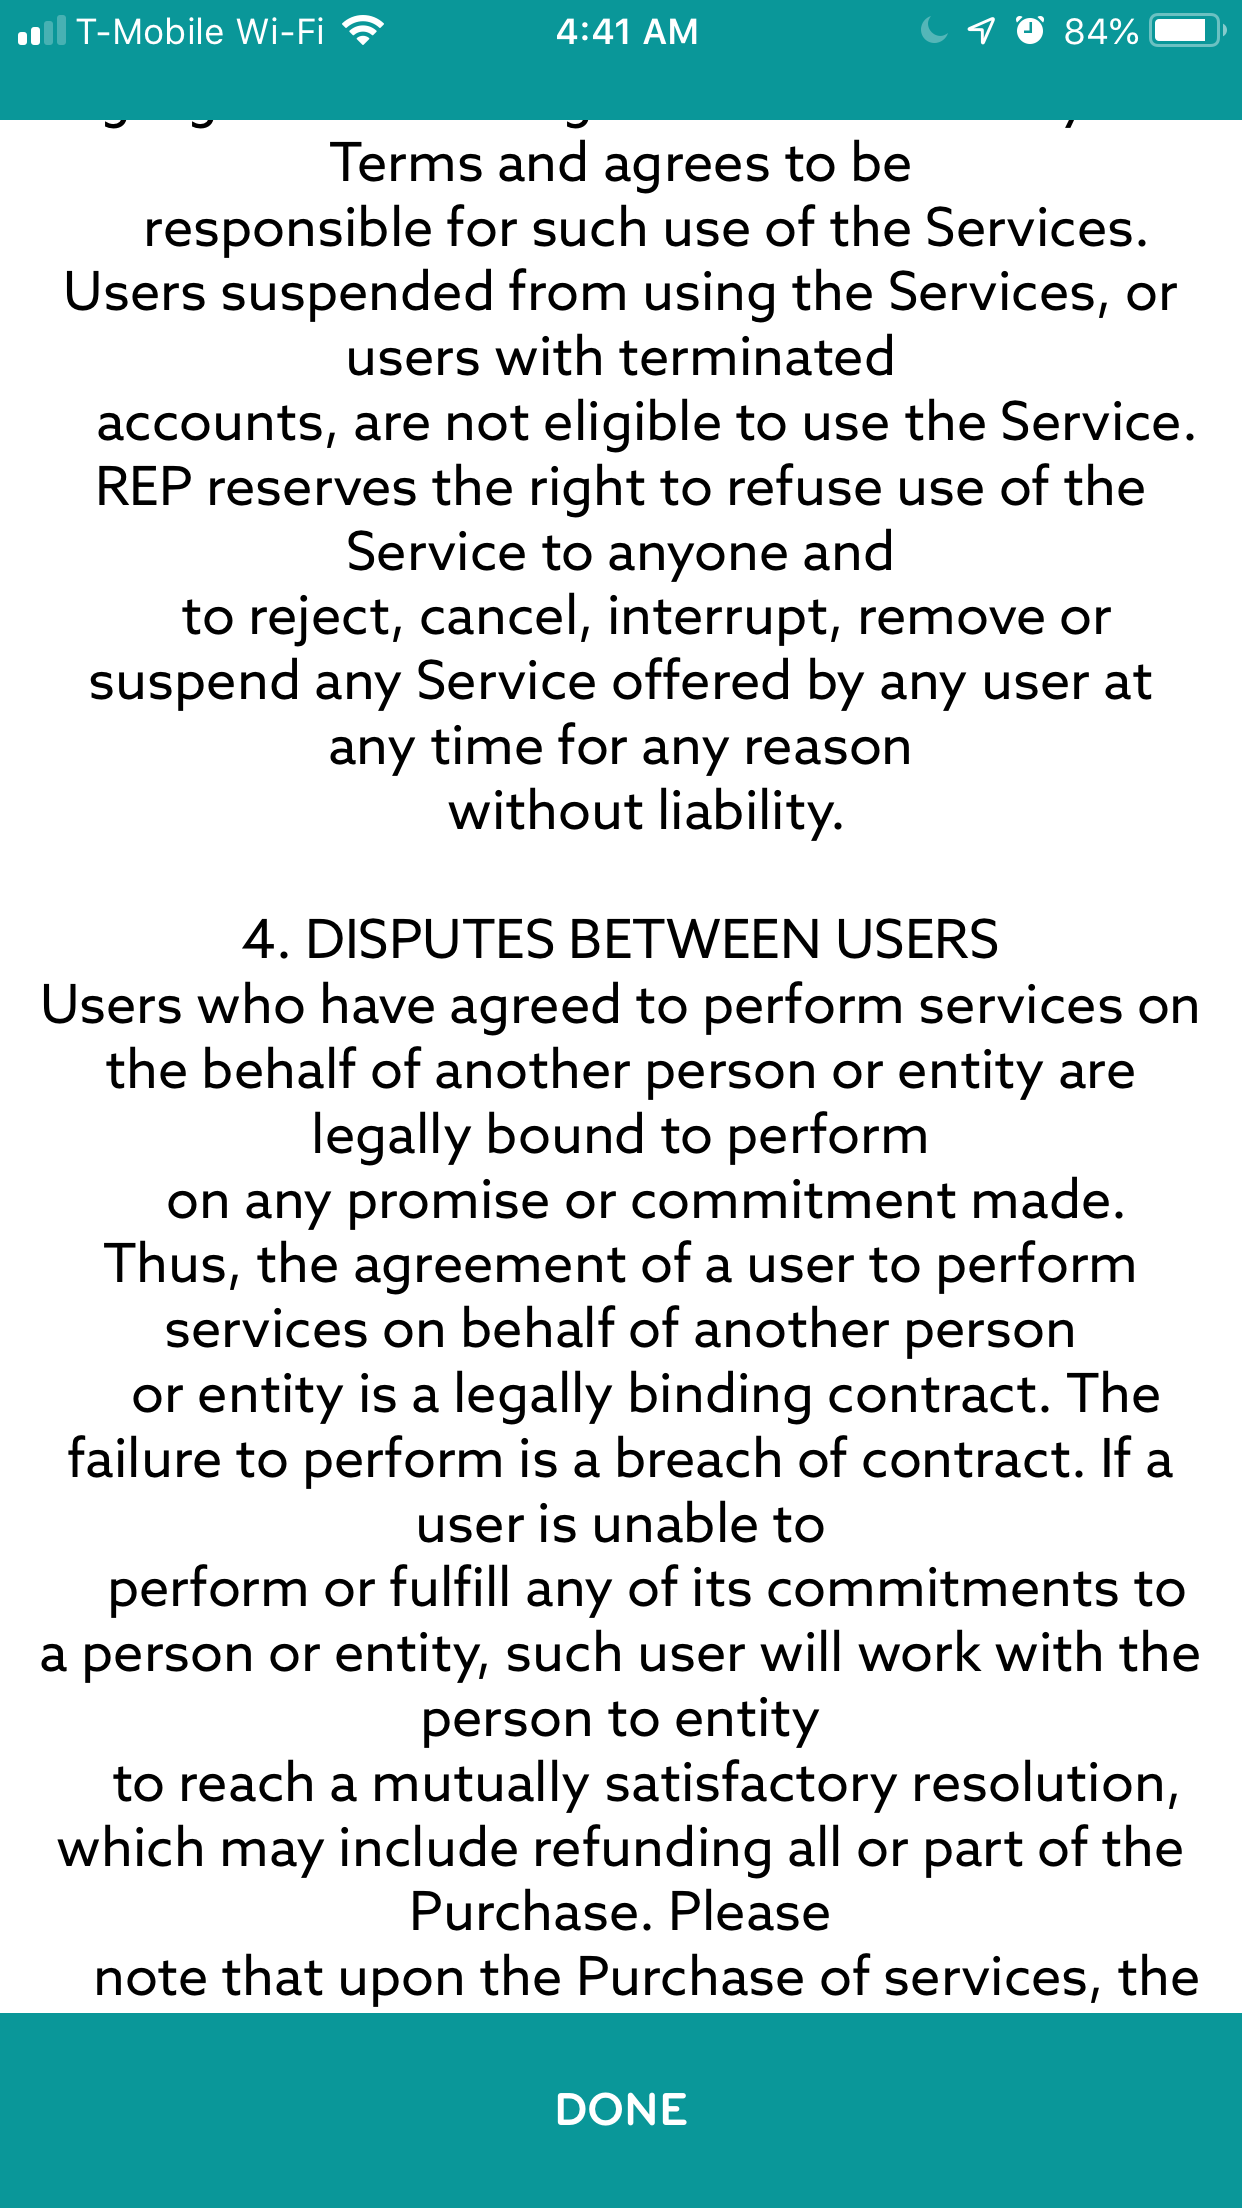 T-Mobile Wi-Fi 4:41 AM 84%
Terms and agrees to be
responsible for such use of the Services.
Users suspended from using the Services, or
users with terminated
accounts, are not eligible to use the Service.
REP reserves the right to refuse use of the
Service to anyone and
to reject, cancel, interrupt, remove or
suspend any Service offered by any user at
any time for any reason
without liability.
4. DISPUTES BETWEEN USERS
Users who have agreed to perform services on
the behalf of another person or entity are
legally bound to perform
on any promise or commitment made.
Thus, the agreement of a user to perform
services on behalf of another person
or entity is a legally binding contract. The
failure to perform is a breach of contract. If a
user is unable to
perform or fulfill any of its commitments to
a person or entity, such user will work with the
person to entity
to reach a mutually satisfactory resolution,
which may include refunding all or part of the
Purchase. Please
note that upon the Purchase of services, the
DONE